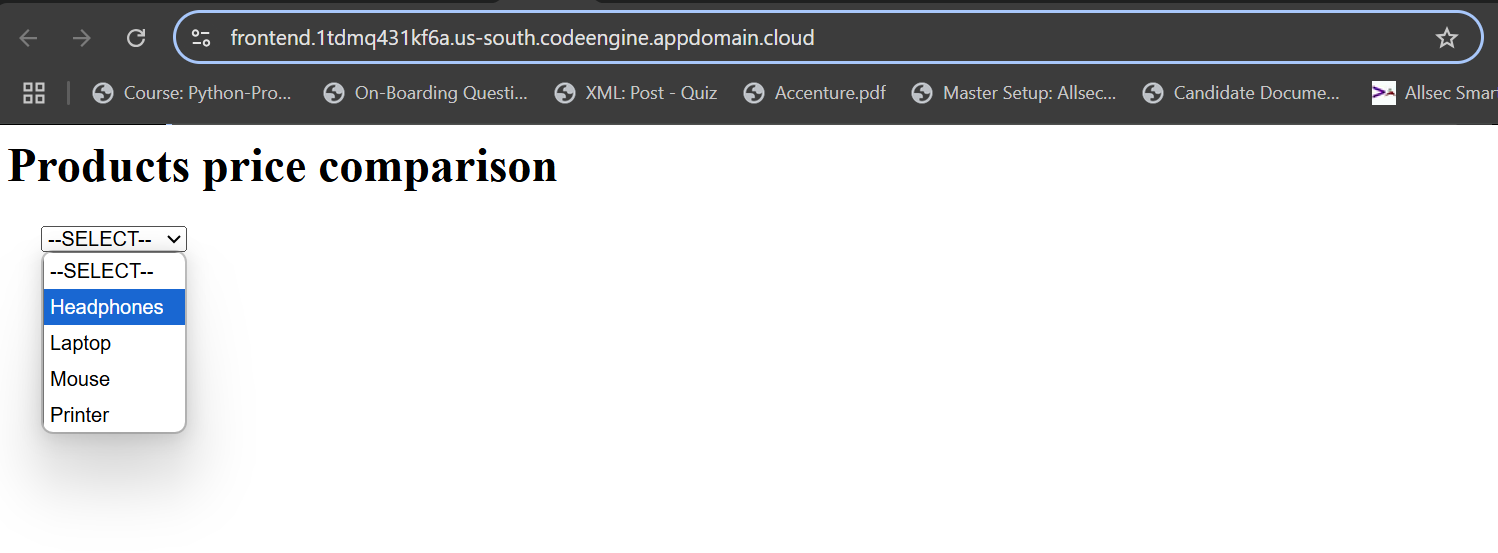 frontend.1tdmq431kf6a.us-south.codeengine.appdomain.cloud
Course: Python-Pro... On-Boarding Questi... XML: Post - Quiz Accenture.pdf Master Setup: Allsec... Candidate Docume... Allsec Smar
Products price comparison
--SELECT--
--SELECT--
Headphones
Laptop
Mouse
Printer